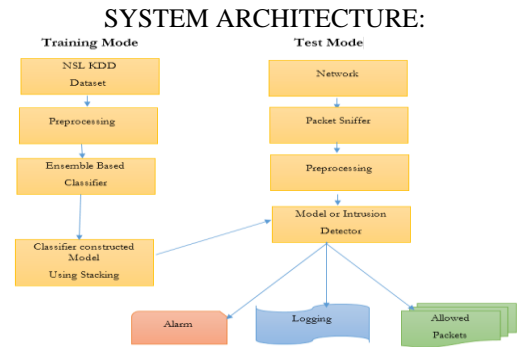 SYSTEM ARCHITECTURE:
Training Mode
Test Mode
NSL KDD
Dataset
Network
Preprocessing
Packet Sniffer
Ensemble Based
Classifier
Preprocessing
Model or Intrusion
Detector
Classifier constructed
Model
Using Stacking
Alarm
Logging
Allowed
Packets